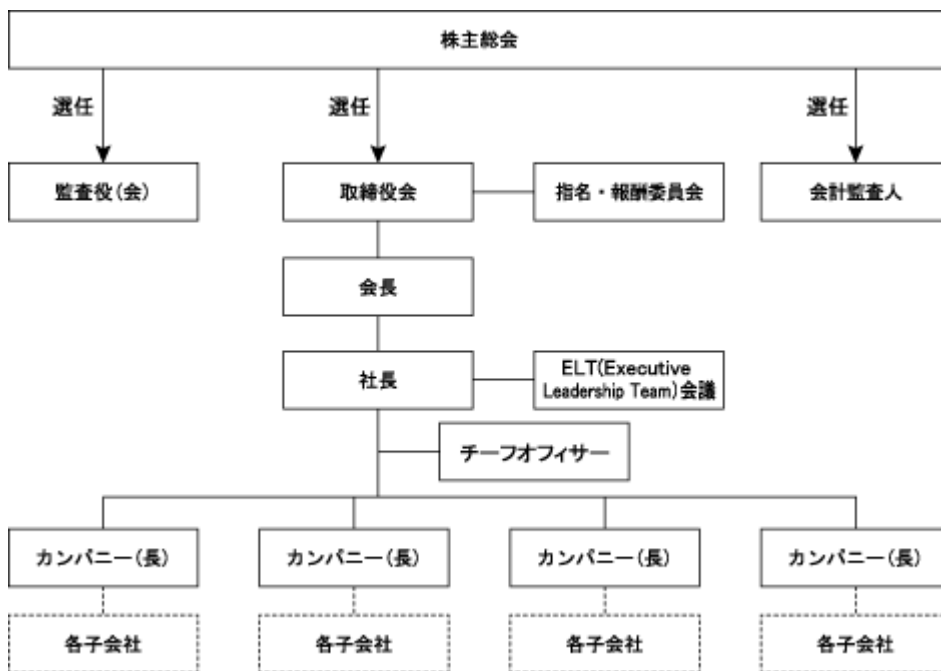 株主総会
選任
選任
選任
監査役(会)
取締役会
指名・報酬委員会
会計監査人
会長
社長
ELT(Executive
Leadership Team)会議
チーフオフィサー
カンパニー(長)
カンパニー(長)
カンパニー(長)
カンパニー(長)
各子会社
各子会社
各子会社
各子会社